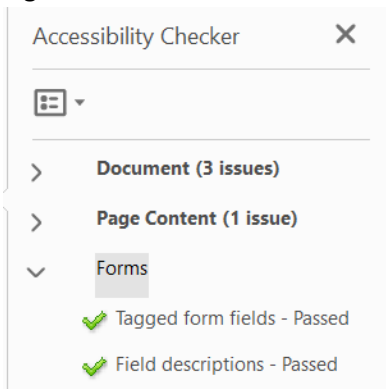 Accessibility Checker
Document (3 issues)
Page Content (1 issue)
Forms
Tagged form fields - Passed
Field descriptions - Passed